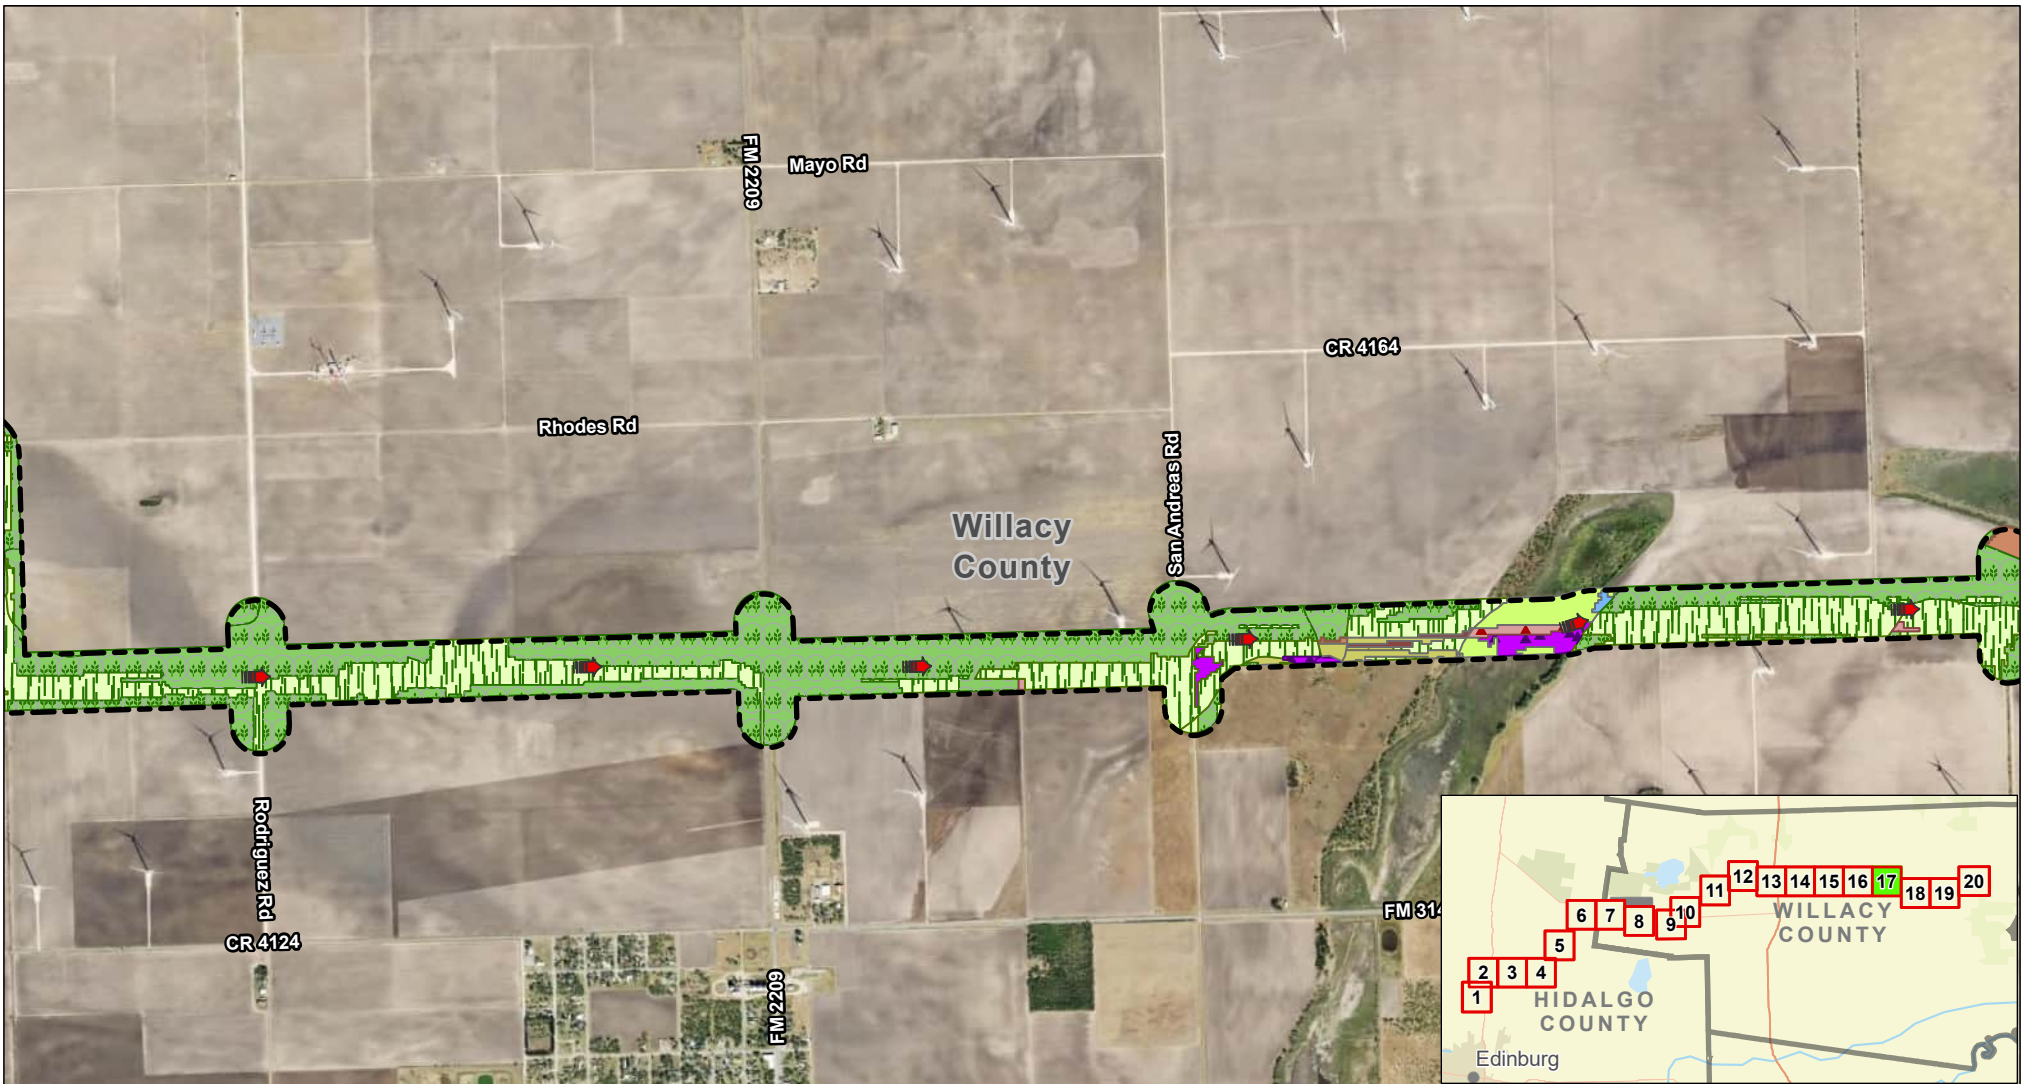 FM 2209
Mayo Rd
CR 4164
Rhodes Rd
San Andreas Rd
Willacy
County
Rodriguez Rd
CR 4124
FM 2209
FM 314
1
2
3
4
5
6
7
8
9
10
11
12
13
14
15
16
17
18
19
20
WILLACY
COUNTY
HIDALGO
COUNTY
Edinburg